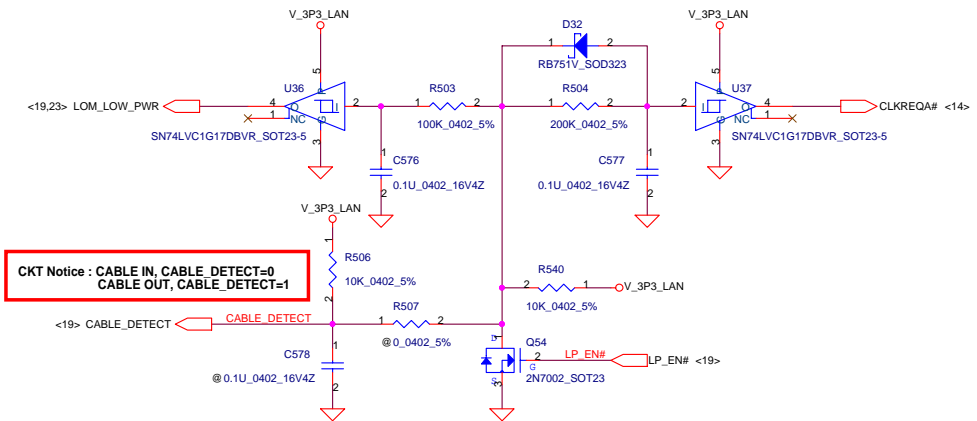 V_3P3_LAN
D32
V_3P3_LAN
1
2
RB751V_SOD323
5
U36
P
<19,23> LOM_LOW_PWR
4
O
I
2
1
NC
G
3
SN74LVC1G17DBVR_SOT23-5
R503
1
2
100K_0402_5%
R504
1
2
200K_0402_5%
5
U37
P
2
I
O
4
CLKREQA# <14>
NC
1
G
3
SN74LVC1G17DBVR_SOT23-5
1
C576
0.1U_0402_16V4Z
2
1
C577
0.1U_0402_16V4Z
2
V_3P3_LAN
1
R506
10K_0402_5%
2
CKT Notice : CABLE IN, CABLE_DETECT=0
CABLE OUT, CABLE_DETECT=1
R540
2
1
V_3P3_LAN
10K_0402_5%
<19> CABLE_DETECT
CABLE_DETECT
R507
1
2
@ 0_0402_5%
1
C578
@ 0.1U_0402_16V4Z
2
1
D
Q54
2
G
LP_EN#
LP_EN# <19>
S
3
2N7002_SOT23